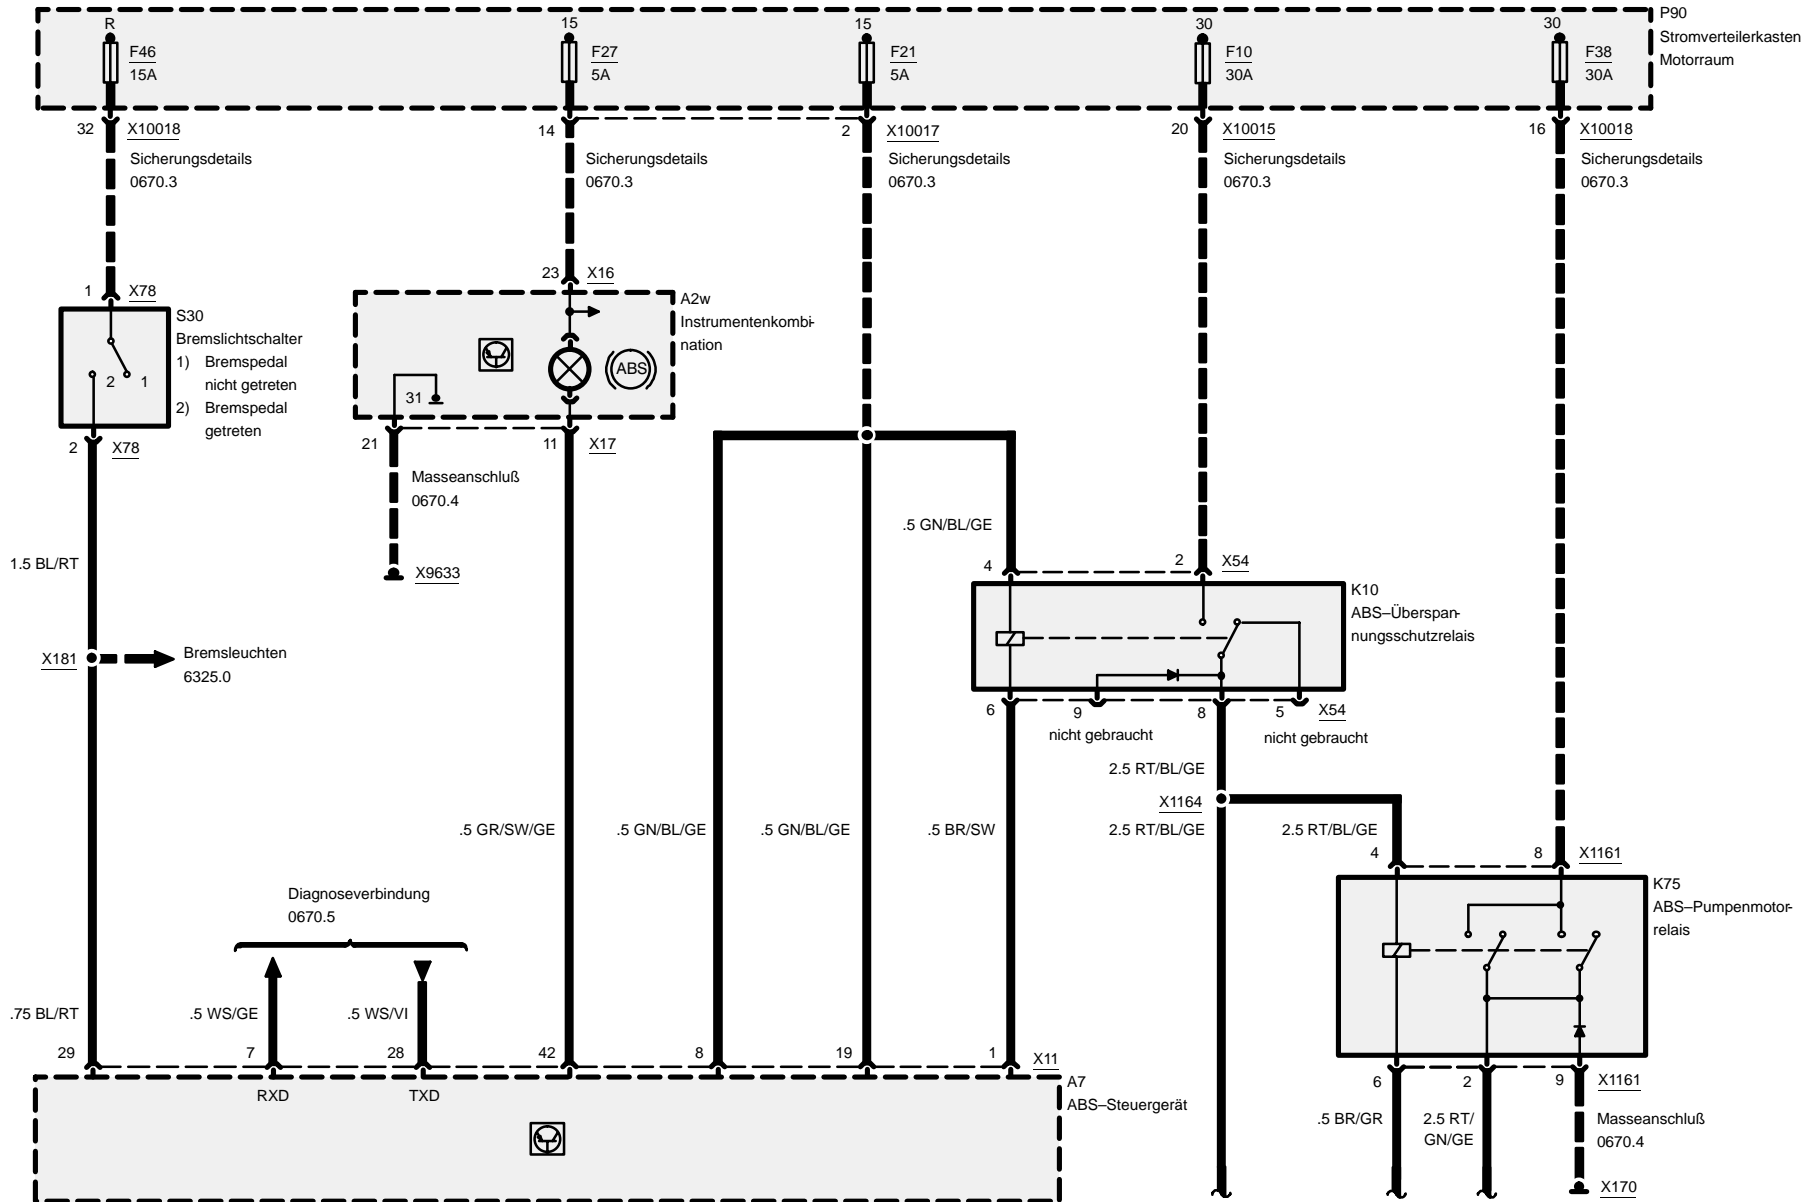 R
15
15
30
30
P90
Stromverteilerkasten
Motorraum
F46
15A
F27
5A
F21
5A
F10
30A
F38
30A
32
X10018
14
2
X10017
20
X10015
16
X10018
Sicherungsdetails
0670.3
Sicherungsdetails
0670.3
Sicherungsdetails
0670.3
Sicherungsdetails
0670.3
Sicherungsdetails
0670.3
1
X78
S30
Bremslichtschalter
1) Bremspedal
nicht getreten
2) Bremspedal
getreten
2
1
2
X78
23
X16
A2w
Instrumentenkombi-
nation
ABS
31
21
11
X17
Masseanschluß
0670.4
X9633
1.5 BL/RT
X181
Bremsleuchten
6325.0
.5 GN/BL/GE
4
2
X54
K10
ABS–Überspan-
nungsschutzrelais
6
9
8
5
X54
nicht gebraucht
nicht gebraucht
2.5 RT/BL/GE
X1164
.5 GR/SW/GE
.5 GN/BL/GE
.5 GN/BL/GE
.5 BR/SW
2.5 RT/BL/GE
2.5 RT/BL/GE
4
8
X1161
K75
ABS–Pumpenmotor-
relais
Diagnoseverbindung
0670.5
.75 BL/RT
.5 WS/GE
.5 WS/VI
29
7
28
42
8
19
1
X11
A7
ABS–Steuergerät
RXD
TXD
6
2
9
X1161
.5 BR/GR
2.5 RT/
GN/GE
Masseanschluß
0670.4
X170